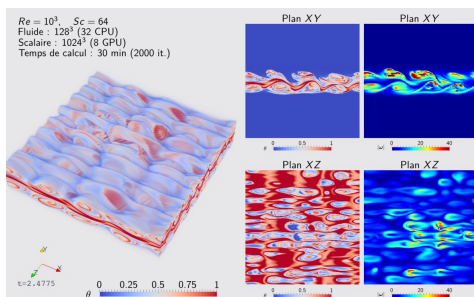 Re = 10³, Sc = 64
Fluide : 128³ (32 CPU)
Scalaire : 1024³ (8 GPU)
Temps de calcul : 30 min (2000 it.)
Plan XY
Plan XY
θ 0 0.5 1
|ω| 0 20 40
Plan XZ
Plan XZ
θ 0 0.5 1
|ω| 0 20 40
Y
Z X
t=2.4775
θ 0 0.25 0.5 0.75 1